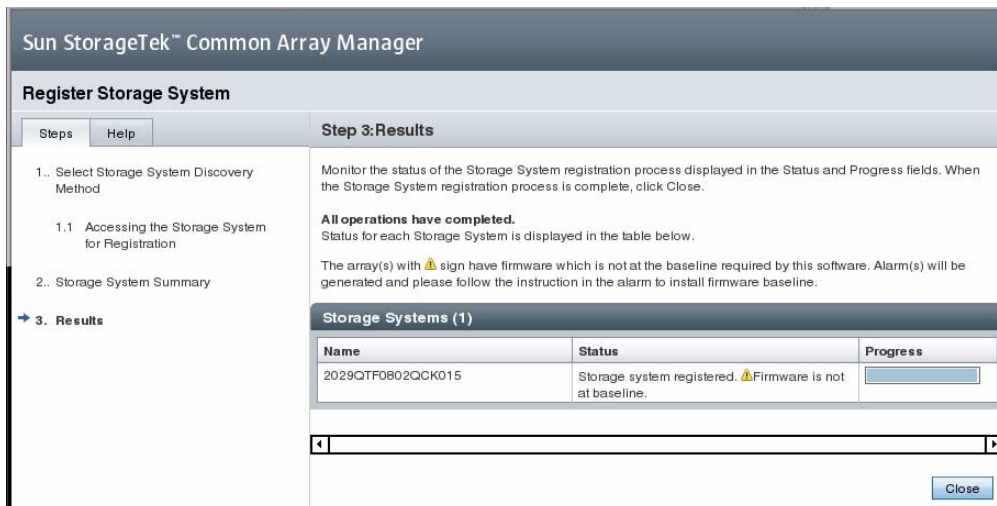 Sun StorageTek™ Common Array Manager
Register Storage System
Steps
Help
1.. Select Storage System Discovery
Method
1.1 Accessing the Storage System
for Registration
2.. Storage System Summary
3. Results
Step 3:Results
Monitor the status of the Storage System registration process displayed in the Status and Progress fields. When
the Storage System registration process is complete, click Close.
All operations have completed.
Status for each Storage System is displayed in the table below.
The array(s) with ⚠ sign have firmware which is not at the baseline required by this software. Alarm(s) will be
generated and please follow the instruction in the alarm to install firmware baseline.
Storage Systems (1)
Name
Status
Progress
2029QTF0802QCK015
Storage system registered. ⚠Firmware is not
at baseline.
Close